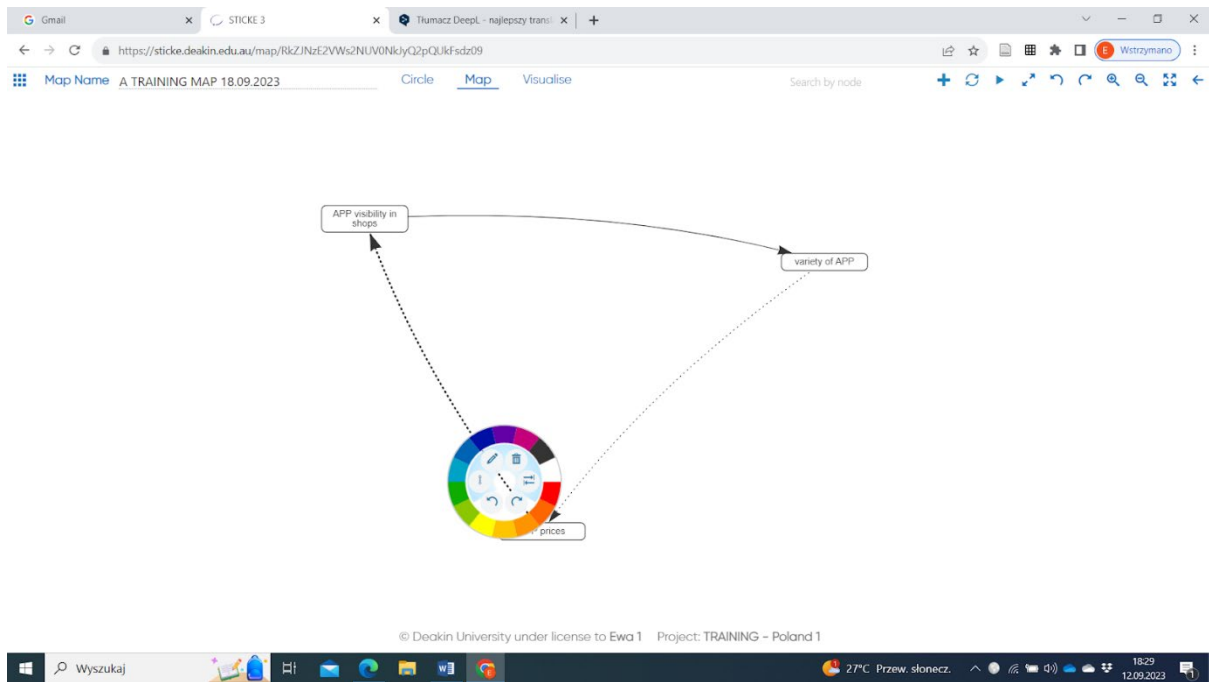 Gmail
STICKE 3
Tłumacz DeepL - najlepszy transl
https://sticke.deakin.edu.au/map/RkZJNzE2VWs2NUV0NkJyQ2pQUkFsdz09
E
Wstrzymano
Map Name
A TRAINING MAP 18.09.2023
Circle
Map
Visualise
Search by node
APP visibility in
shops
variety of APP
prices
© Deakin University under license to Ewa 1 Project: TRAINING - Poland 1
Wyszukaj
27°C Przew. słonecz.
18:29
12.09.2023
1